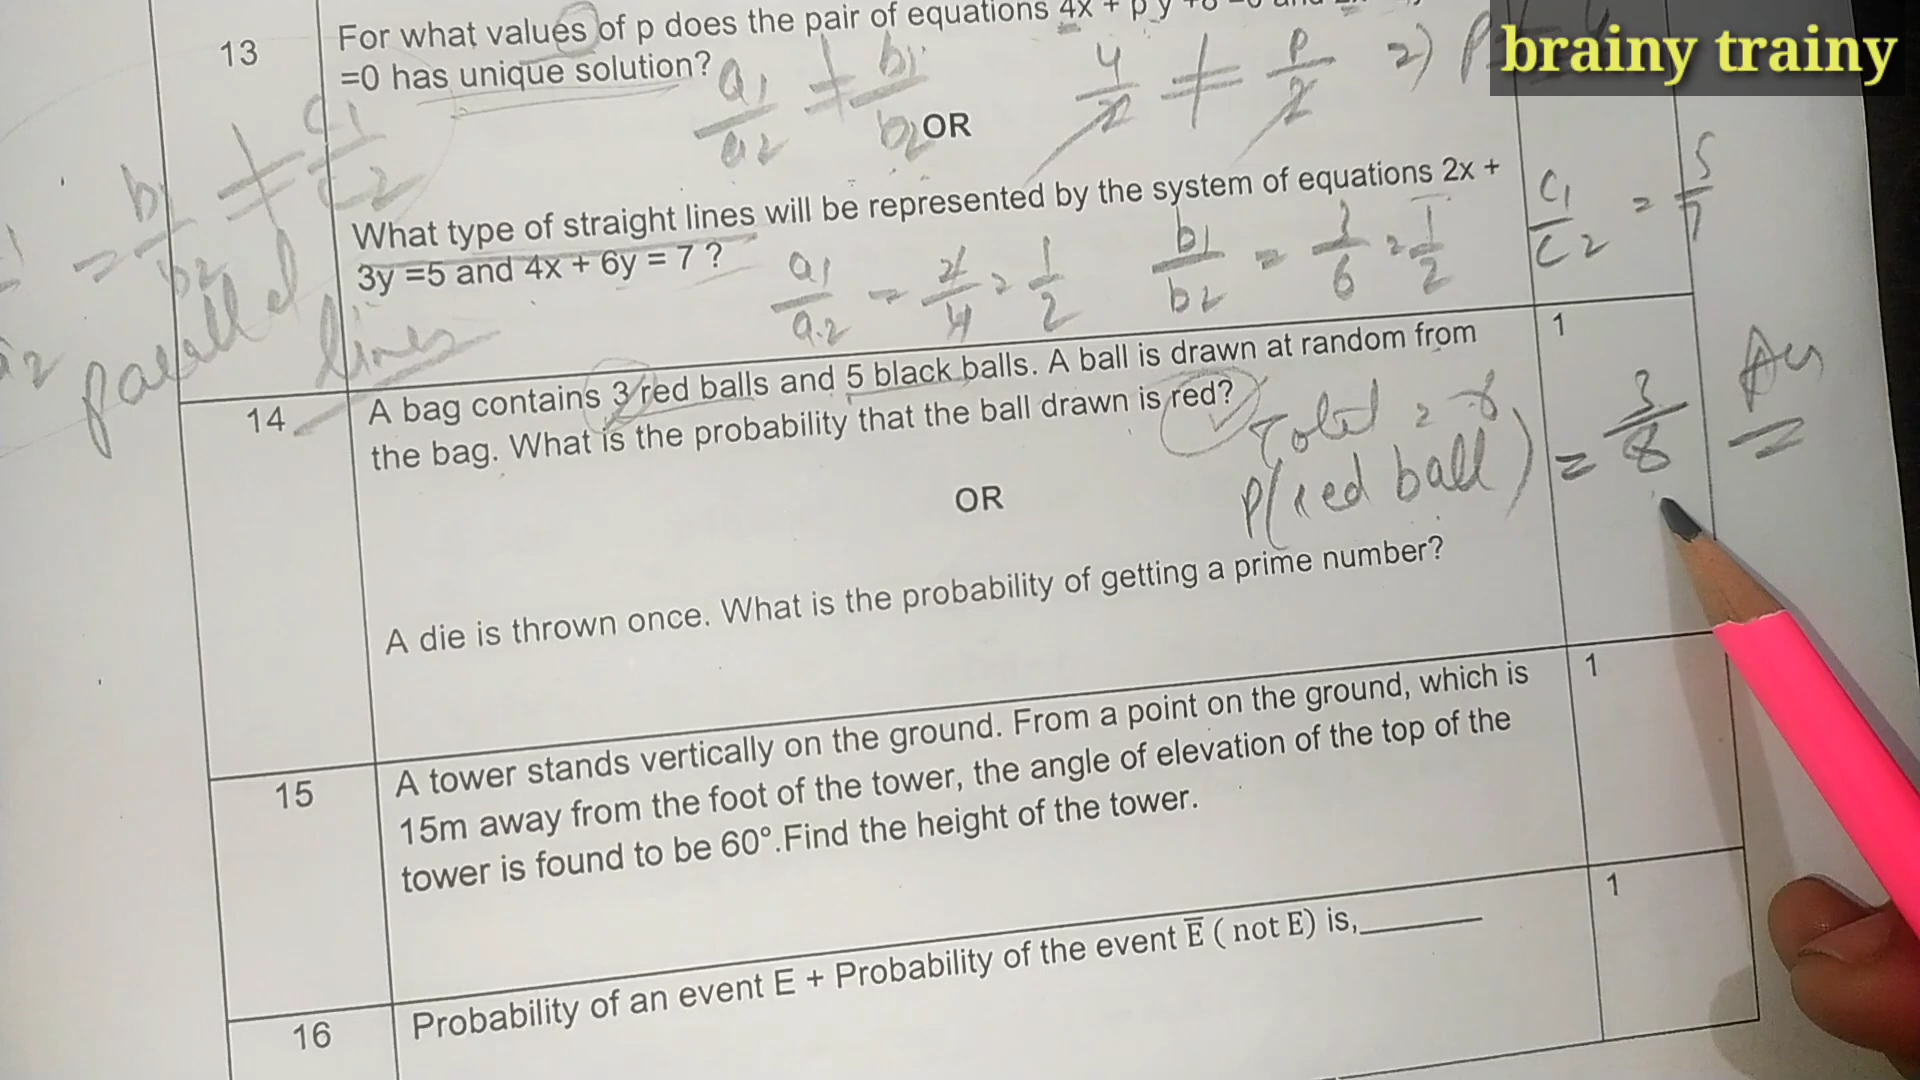 brainy trainy
13
For what values of p does the pair of equations 4x + p y +8
=0 has unique solution?
a1/a2 ≠ b1/b2
4/2 ≠ p/2
OR
b1/b2 ≠ c1/c2
parallel
lines
What type of straight lines will be represented by the system of equations 2x +
3y =5 and 4x + 6y = 7 ?
a1/a2 = 2/4 = 1/2
b1/b2 = 3/6 = 1/2
c1/c2 = 5/7
14
A bag contains 3 red balls and 5 black balls. A ball is drawn at random from
the bag. What is the probability that the ball drawn is red?
1
Total = 8
P(red ball) = 3/8
OR
A die is thrown once. What is the probability of getting a prime number?
15
A tower stands vertically on the ground. From a point on the ground, which is
15m away from the foot of the tower, the angle of elevation of the top of the
tower is found to be 60°.Find the height of the tower.
1
16
Probability of an event E + Probability of the event E̅ ( not E) is,_______
1